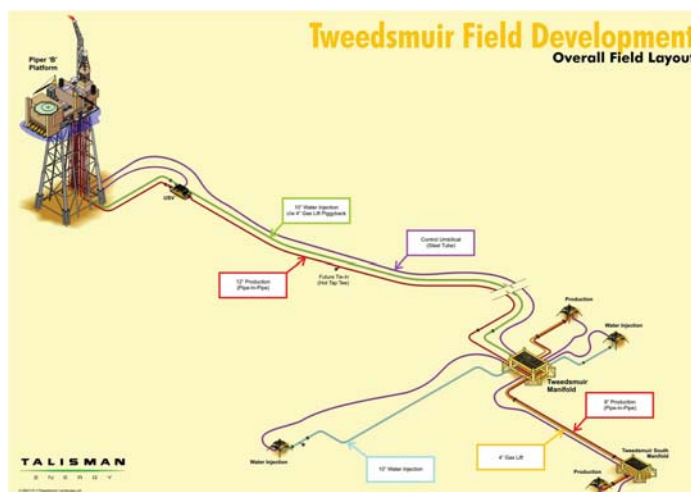 Tweedsmuir Field Development
Overall Field Layout
Piper 'B'
Platform
10" Water Injection
c/w 4" Gas Lift Piggyback
Control Umbilical
(Steel Tube)
12" Production
(Pipe-In-Pipe)
Future Tie-In
(Hot Tap Tee)
Production
Water Injection
Tweedsmuir
Manifold
Production
(Pipe-In-Pipe)
4" Gas Lift
Water Injection
10" Water Injection
Tweedsmuir South
Manifold
Production
TALISMAN
ENERGY